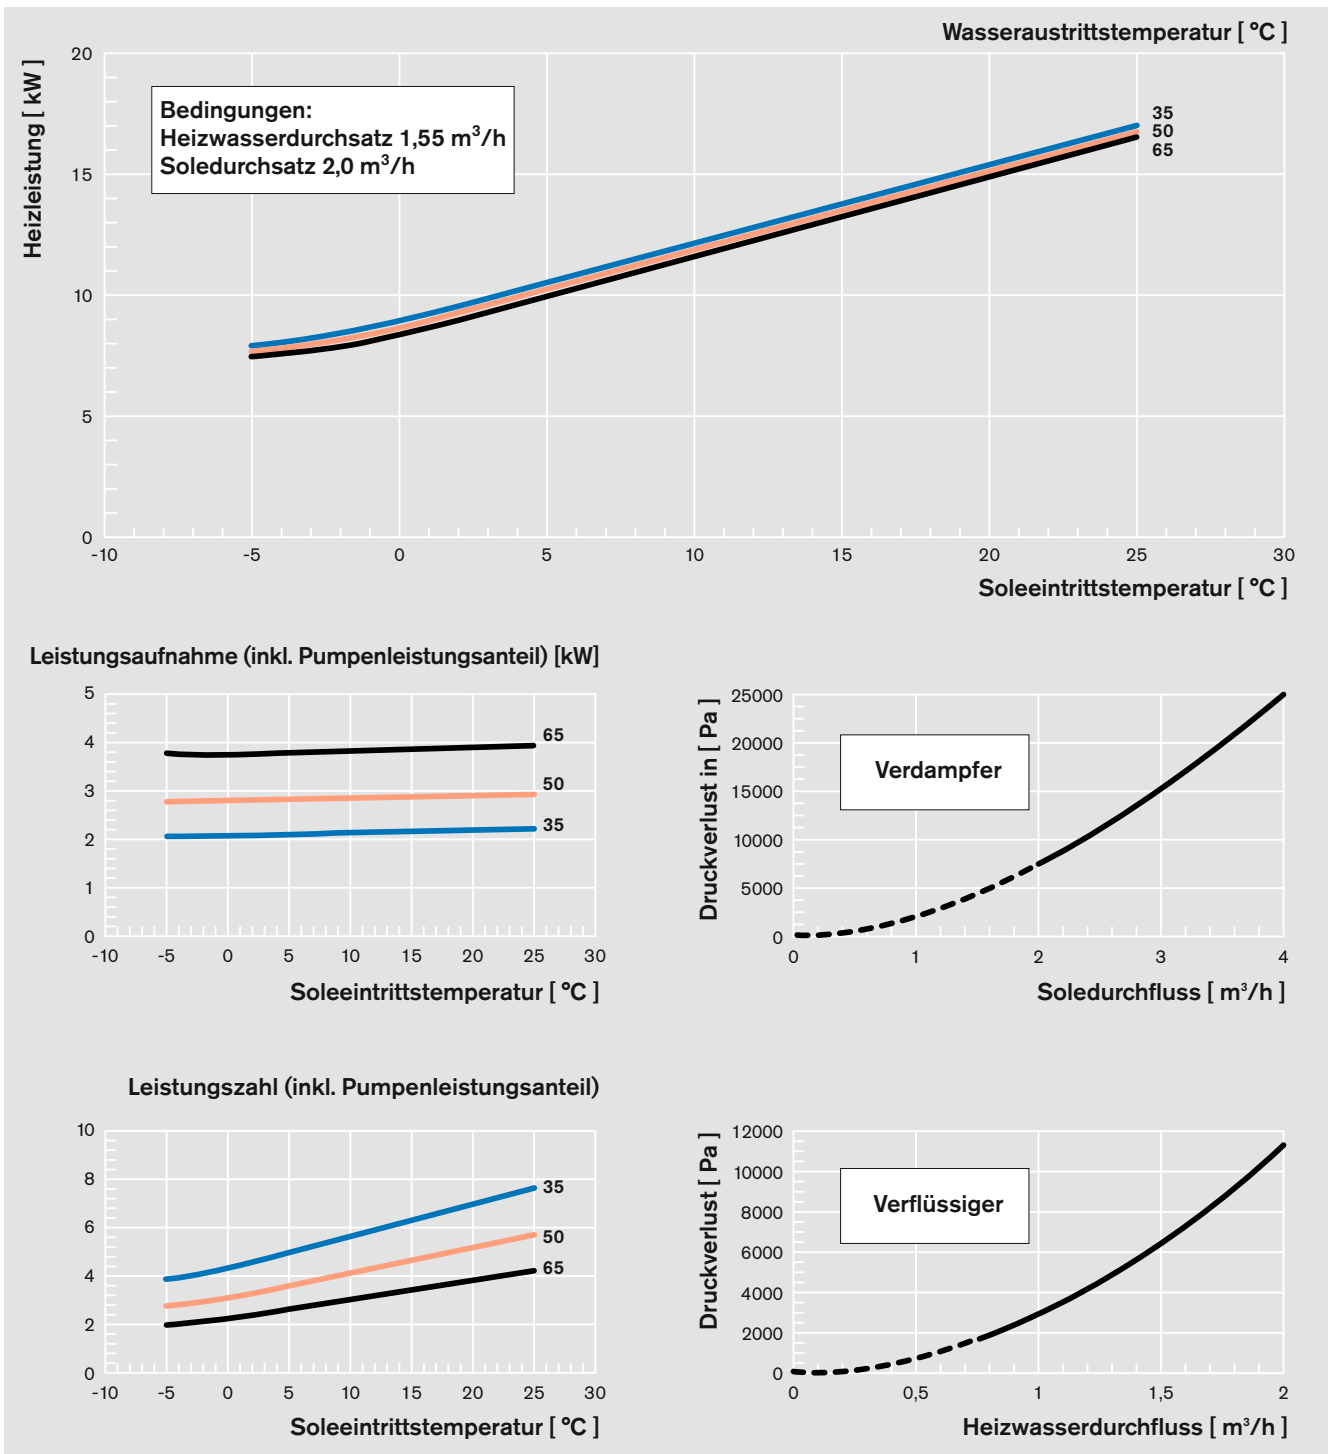 Wasseraustrittstemperatur [ °C ]
Heizleistung [ kW ]
20
15
10
5
0
Bedingungen:
Heizwasserdurchsatz 1,55 m³/h
Soledurchsatz 2,0 m³/h
35
50
65
-10 -5 0 5 10 15 20 25 30
Soleeintrittstemperatur [ °C ]
Leistungsaufnahme (inkl. Pumpenleistungsanteil) [kW]
5
4
3
2
1
0
65
50
35
-10 -5 0 5 10 15 20 25 30
Soleeintrittstemperatur [ °C ]
Druckverlust in [ Pa ]
25000
20000
15000
10000
5000
0
Verdampfer
0 1 2 3 4
Soledurchfluss [ m³/h ]
Leistungszahl (inkl. Pumpenleistungsanteil)
10
8
6
4
2
0
35
50
65
-10 -5 0 5 10 15 20 25 30
Soleeintrittstemperatur [ °C ]
Druckverlust [ Pa ]
12000
10000
8000
6000
4000
2000
0
Verflüssiger
0 0,5 1 1,5 2
Heizwasserdurchfluss [ m³/h ]